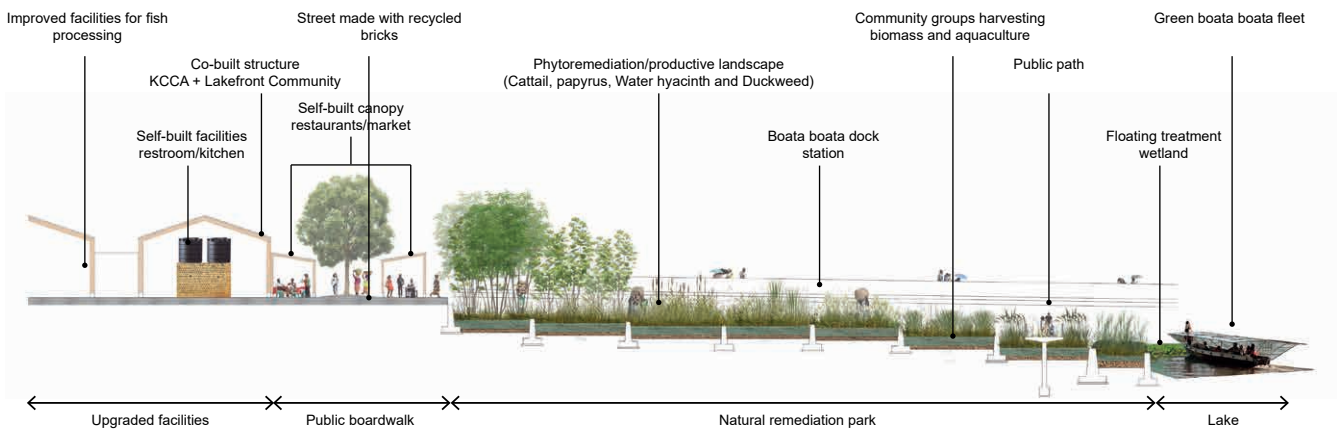 Improved facilities for fish
processing
Street made with recycled
bricks
Community groups harvesting
biomass and aquaculture
Green boata boata fleet
Co-built structure
KCCA + Lakefront Community
Phytoremediation/productive landscape
(Cattail, papyrus, Water hyacinth and Duckweed)
Public path
Self-built canopy
restaurants/market
Self-built facilities
restroom/kitchen
Boata boata dock
station
Floating treatment
wetland
Upgraded facilities
Public boardwalk
Natural remediation park
Lake